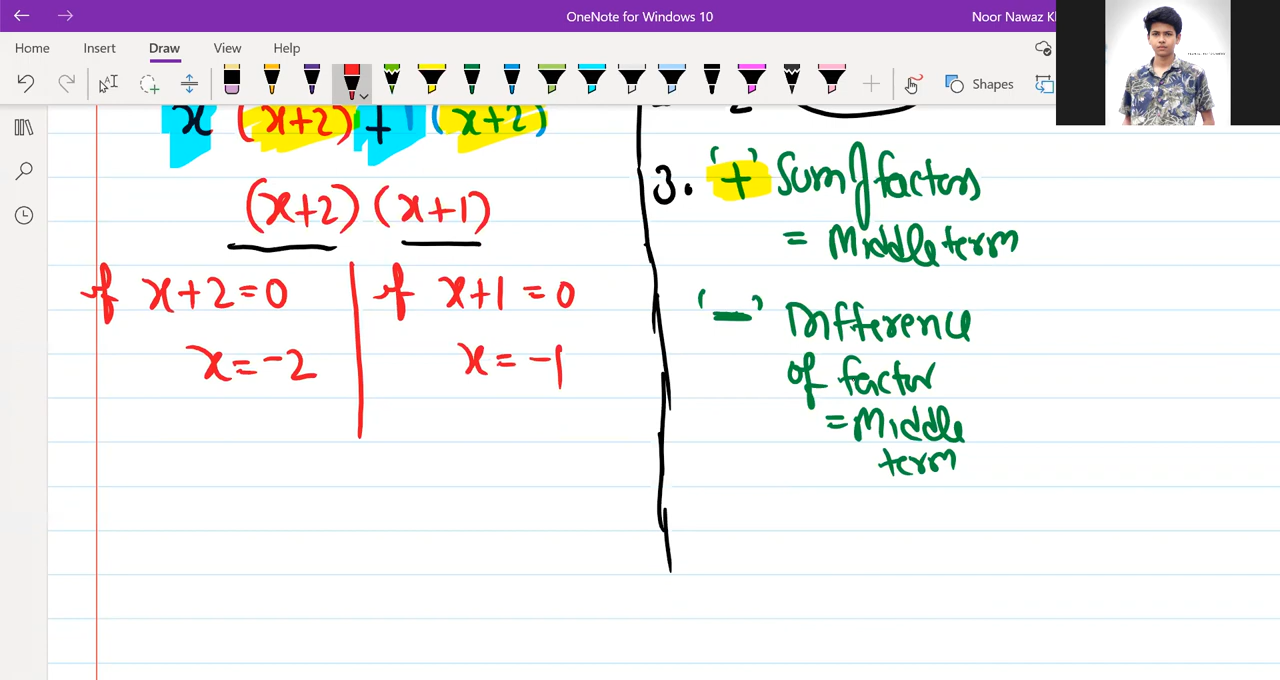 OneNote for Windows 10
Noor Nawaz Kh
Home Insert Draw View Help
Shapes
x (x+2) + 1 (x+2)
(x+2) (x+1)
if x+2=0 if x+1=0
x=-2 x=-1
3. '+' Sum of factors
= Middle term
'-' Difference
of factor
= Middle
term